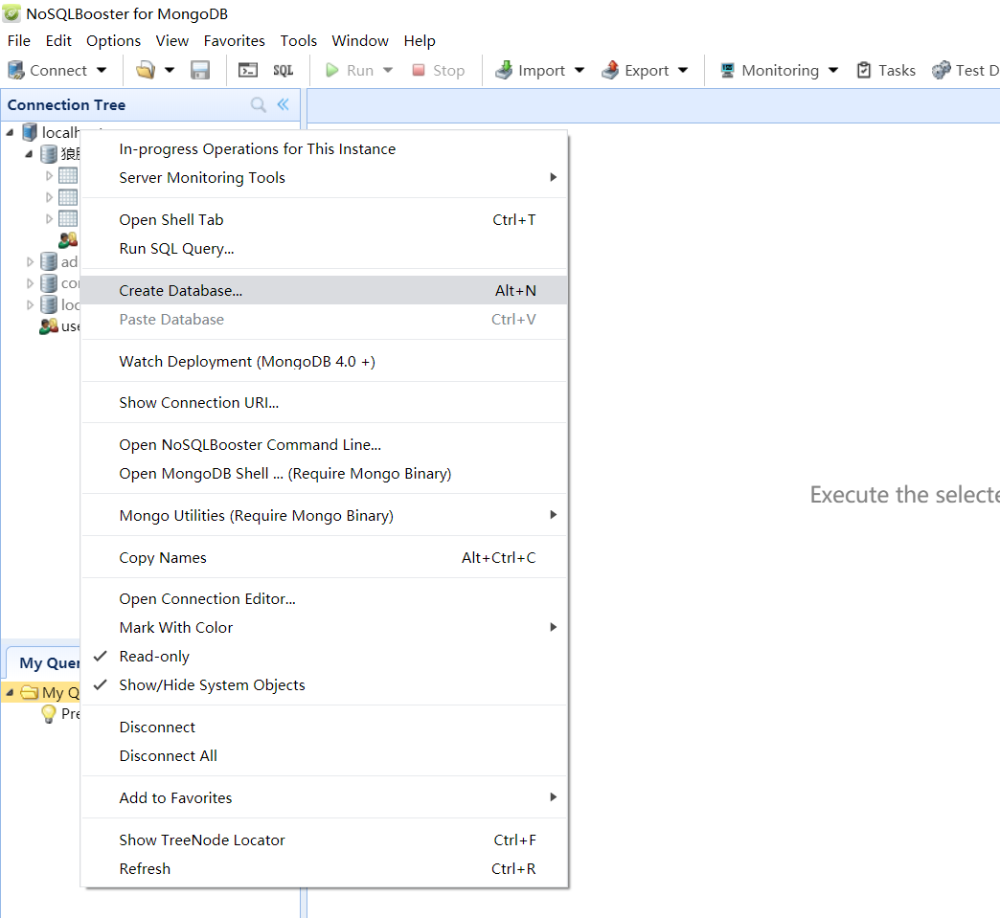 NoSQLBooster for MongoDB
File Edit Options View Favorites Tools Window Help
Connect SQL Run Stop Import Export Monitoring Tasks Test D
Connection Tree
In-progress Operations for This Instance
Server Monitoring Tools
Open Shell Tab Ctrl+T
Run SQL Query...
Create Database... Alt+N
Paste Database Ctrl+V
Watch Deployment (MongoDB 4.0 +)
Show Connection URI...
Open NoSQLBooster Command Line...
Open MongoDB Shell ... (Require Mongo Binary)
Execute the selecte
Mongo Utilities (Require Mongo Binary)
Copy Names Alt+Ctrl+C
Open Connection Editor...
Mark With Color
Read-only
Show/Hide System Objects
Disconnect
Disconnect All
Add to Favorites
Show TreeNode Locator Ctrl+F
Refresh Ctrl+R
狼
ad
loc
use
My Quer
My Q
Pre